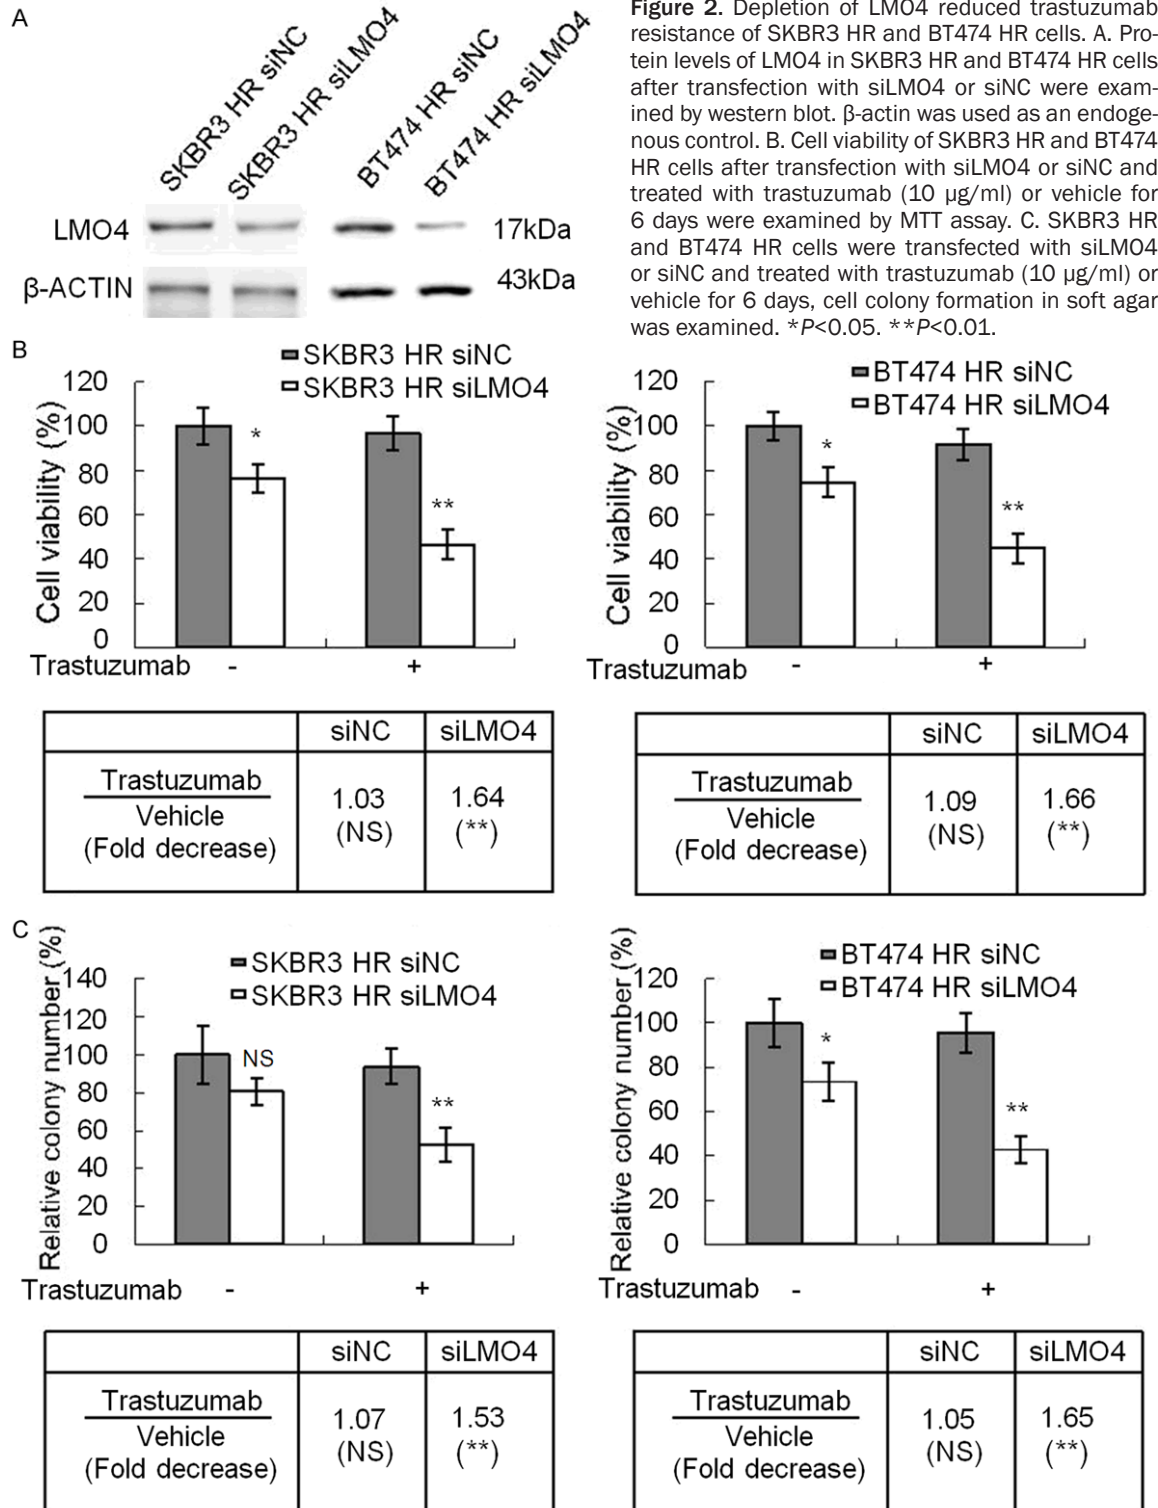 A
SKBR3 HR siNC
SKBR3 HR siLMO4
BT474 HR siNC
BT474 HR siLMO4
LMO4
17kDa
β-ACTIN
43kDa
Figure 2. Depletion of LMO4 reduced trastuzumab
resistance of SKBR3 HR and BT474 HR cells. A. Pro-
tein levels of LMO4 in SKBR3 HR and BT474 HR cells
after transfection with siLMO4 or siNC were exam-
ined by western blot. β-actin was used as an endoge-
nous control. B. Cell viability of SKBR3 HR and BT474
HR cells after transfection with siLMO4 or siNC and
treated with trastuzumab (10 µg/ml) or vehicle for
6 days were examined by MTT assay. C. SKBR3 HR
and BT474 HR cells were transfected with siLMO4
or siNC and treated with trastuzumab (10 µg/ml) or
vehicle for 6 days, cell colony formation in soft agar
was examined. *P<0.05. **P<0.01.
B
SKBR3 HR siNC
SKBR3 HR siLMO4
Cell viability (%)
120
100
80
60
40
20
0
*
**
Trastuzumab - +
BT474 HR siNC
BT474 HR siLMO4
Cell viability (%)
120
100
80
60
40
20
0
*
**
Trastuzumab - +
siNC siLMO4
Trastuzumab
Vehicle
(Fold decrease)
1.03 1.64
(NS) (**)
siNC siLMO4
Trastuzumab
Vehicle
(Fold decrease)
1.09 1.66
(NS) (**)
C
SKBR3 HR siNC
SKBR3 HR siLMO4
Relative colony number (%)
140
120
100
80
60
40
20
0
NS
**
Trastuzumab - +
BT474 HR siNC
BT474 HR siLMO4
Relative colony number (%)
120
100
80
60
40
20
0
*
**
Trastuzumab - +
siNC siLMO4
Trastuzumab
Vehicle
(Fold decrease)
1.07 1.53
(NS) (**)
siNC siLMO4
Trastuzumab
Vehicle
(Fold decrease)
1.05 1.65
(NS) (**)